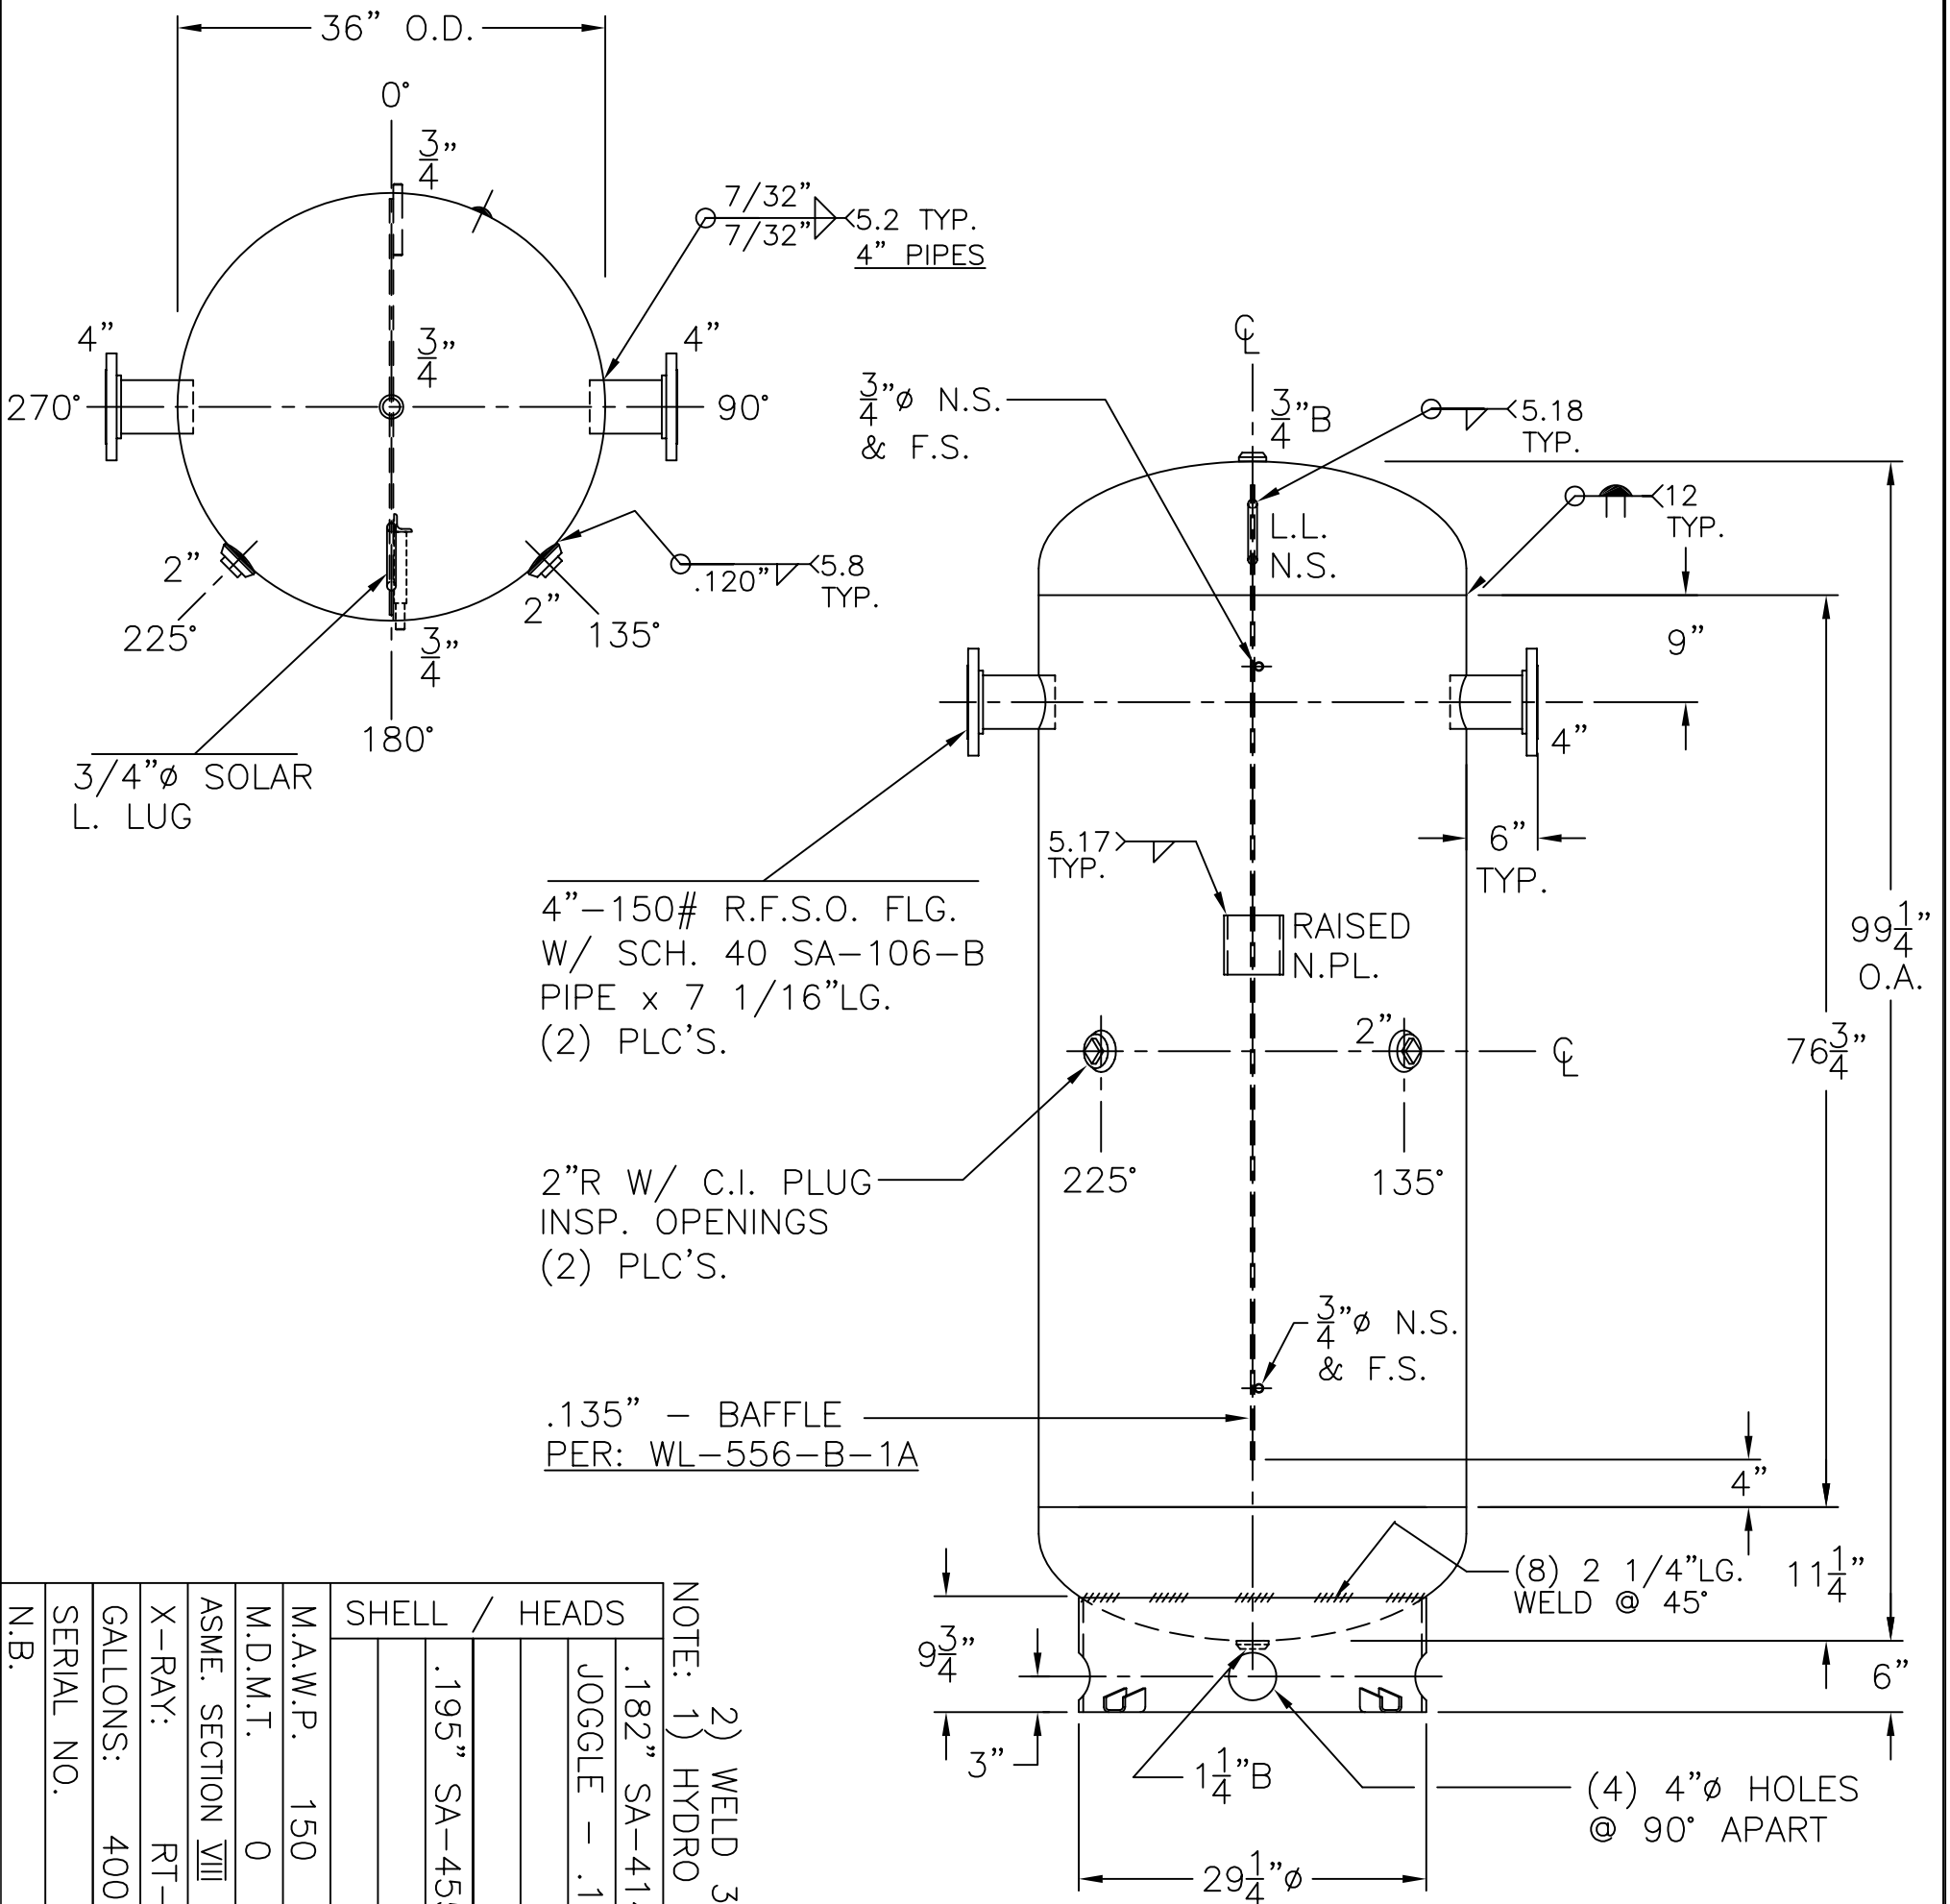 36" O.D.
0°
3/4"
7/32"
7/32"
5.2 TYP.
4" PIPES
4"
3/4"
4"
270°
90°
2"
225°
2"
135°
.120"
5.8
TYP.
3/4"
180°
3/4"ø SOLAR
L. LUG
℄
3/4"ø N.S.
& F.S.
3/4"B
5.18
TYP.
L.L.
N.S.
12
TYP.
9"
4"
6"
TYP.
5.17
TYP.
RAISED
N.PL.
99 1/4"
O.A.
76 3/4"
4"-150# R.F.S.O. FLG.
W/ SCH. 40 SA-106-B
PIPE x 7 1/16"LG.
(2) PLC'S.
2"
℄
225°
135°
2"R W/ C.I. PLUG
INSP. OPENINGS
(2) PLC'S.
3/4"ø N.S.
& F.S.
.135" - BAFFLE
PER: WL-556-B-1A
4"
(8) 2 1/4"LG.
WELD @ 45°
11 1/4"
9 3/4"
6"
3"
1 1/4"B
(4) 4"ø HOLES
@ 90° APART
29 1/4"ø
2) WELD
NOTE: 1) HYDRO
SHELL / HEADS
.182" SA-41
JOGGLE - .1
.195" SA-45
M.A.W.P. 150
M.D.M.T. 0
ASME. SECTION VIII
X-RAY: RT-
GALLONS: 400
SERIAL NO.
N.B.